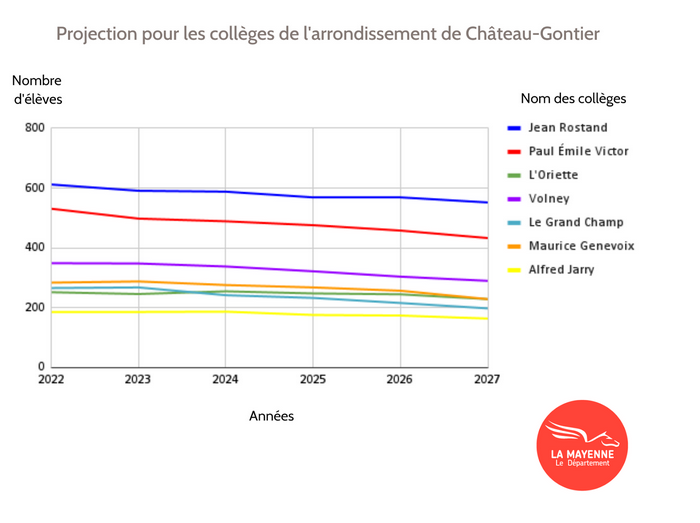 Projection pour les collèges de l'arrondissement de Château-Gontier
Nombre
d'élèves
Nom des collèges
800
600
400
200
0
2022
2023
2024
2025
2026
2027
Années
Jean Rostand
Paul Émile Victor
L'Oriette
Volney
Le Grand Champ
Maurice Genevoix
Alfred Jarry
LA MAYENNE
Le Département